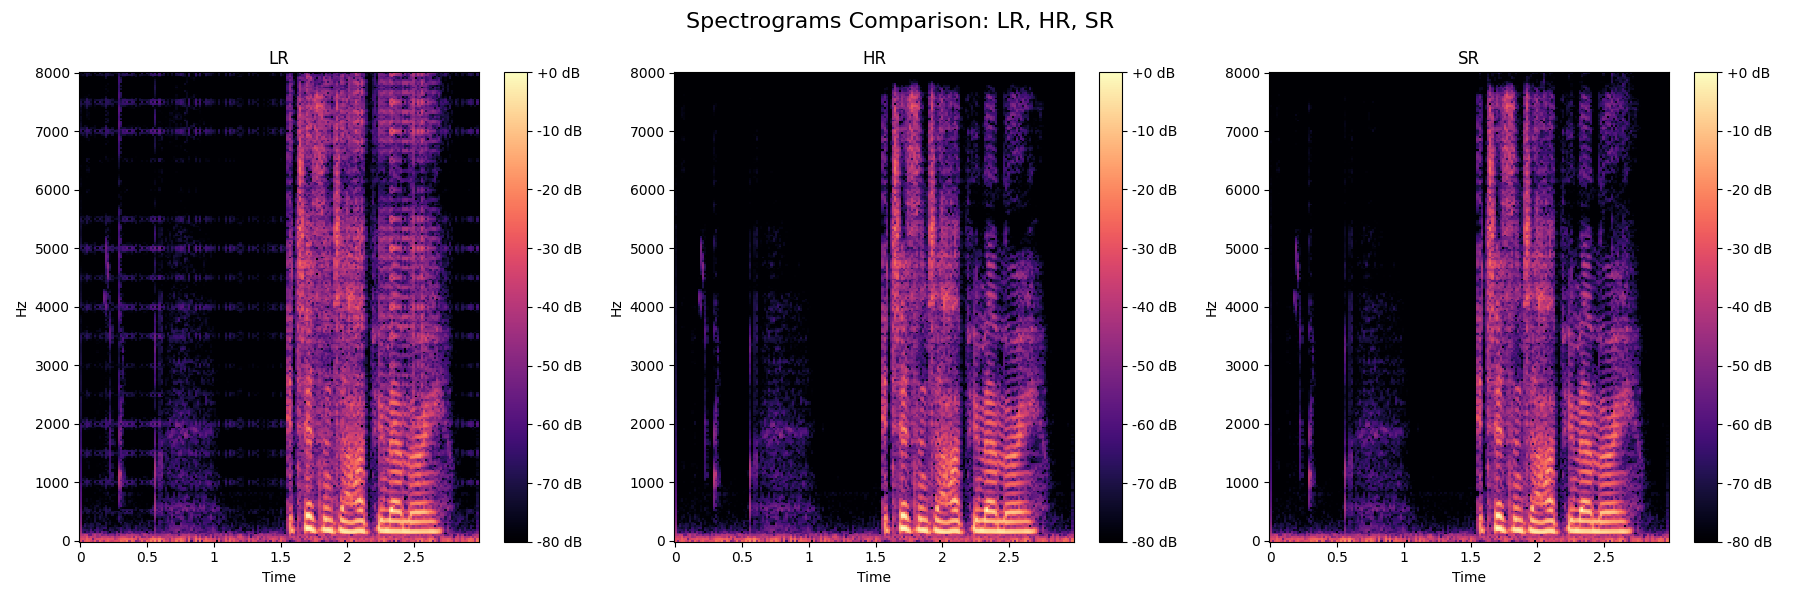 Spectrograms Comparison: LR, HR, SR
LR
8000
7000
6000
5000
4000
3000
2000
1000
0
Hz
0
0.5
1
1.5
2
2.5
Time
+0 dB
-10 dB
-20 dB
-30 dB
-40 dB
-50 dB
-60 dB
-70 dB
-80 dB
HR
8000
7000
6000
5000
4000
3000
2000
1000
0
Hz
0
0.5
1
1.5
2
2.5
Time
+0 dB
-10 dB
-20 dB
-30 dB
-40 dB
-50 dB
-60 dB
-70 dB
-80 dB
SR
8000
7000
6000
5000
4000
3000
2000
1000
0
Hz
0
0.5
1
1.5
2
2.5
Time
+0 dB
-10 dB
-20 dB
-30 dB
-40 dB
-50 dB
-60 dB
-70 dB
-80 dB